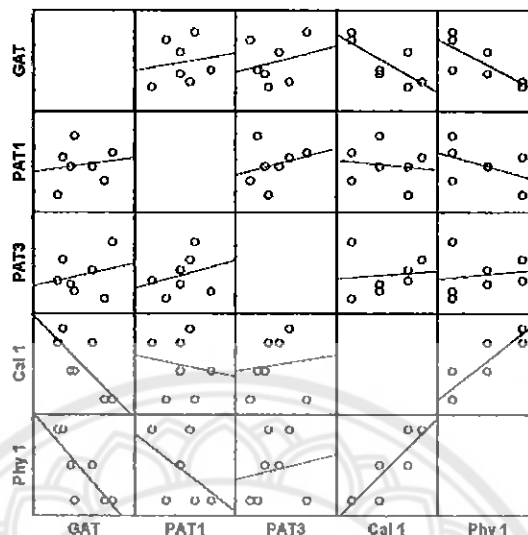 GAT
PAT1
PAT3
Cal 1
Phy 1
GAT PAT1 PAT3 Cal 1 Phy 1